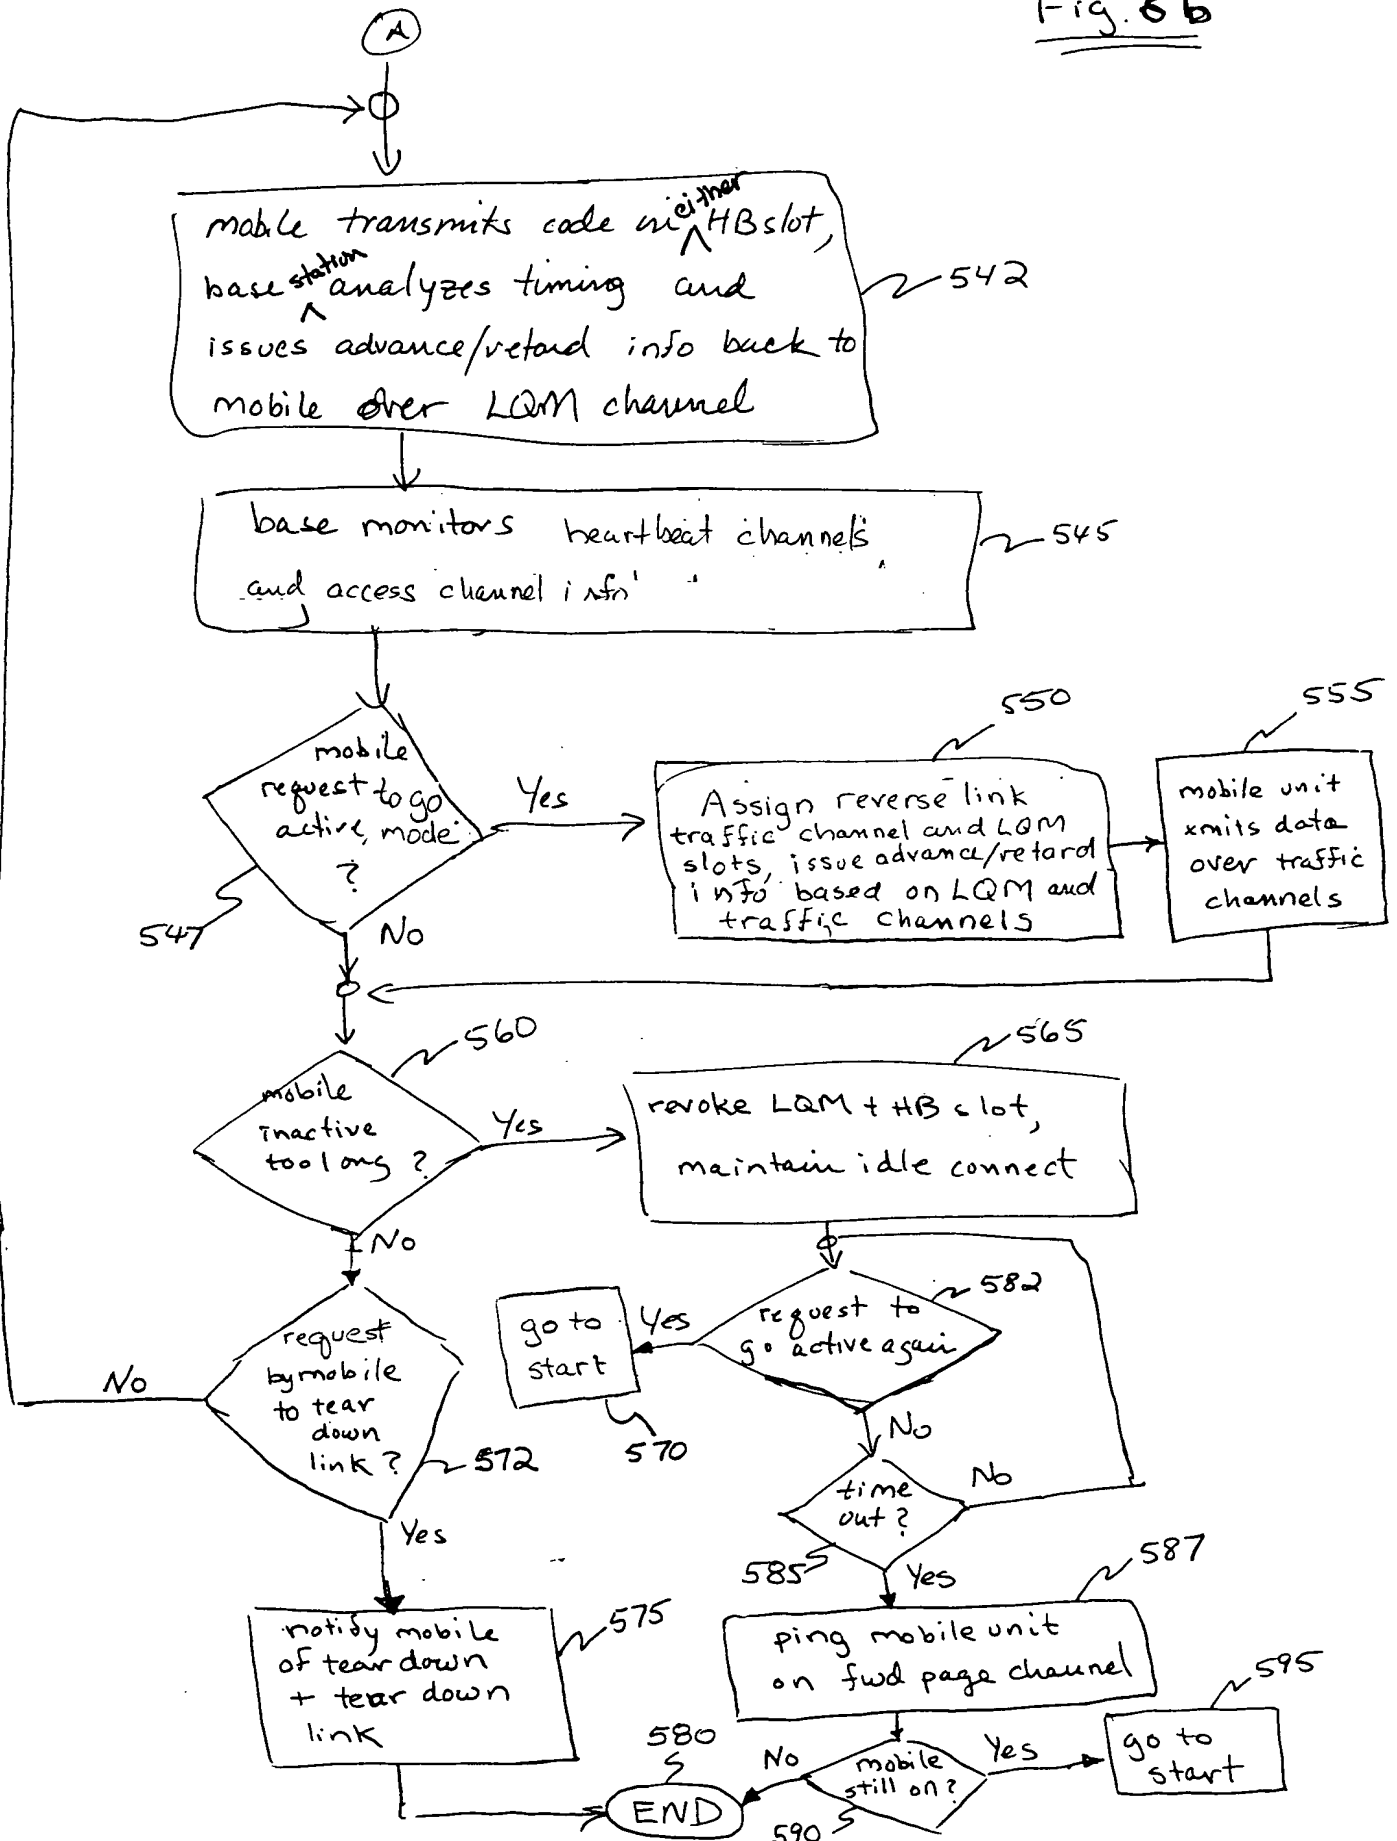 Fig. 6b
A
mobile transmits code in either HB slot,
base station analyzes timing and
issues advance/retard info back to
mobile over LQM channel
542
base monitors heartbeat channels
and access channel info
545
mobile
request to go
active, mode
?
547
Yes
No
550
Assign reverse link
traffic channel and LQM
slots, issue advance/retard
info based on LQM and
traffic channels
555
mobile unit
xmits data
over traffic
channels
560
mobile
inactive
too long ?
Yes
No
565
revoke LQM + HB slot,
maintain idle connect
582
request to
go active again
Yes
No
go to
start
570
request
by mobile
to tear
down
link ?
572
No
Yes
time
out ?
585
No
Yes
587
ping mobile unit
on fwd page channel
notify mobile
of tear down
+ tear down
link
575
580
END
mobile
still on ?
590
No
Yes
595
go to
start